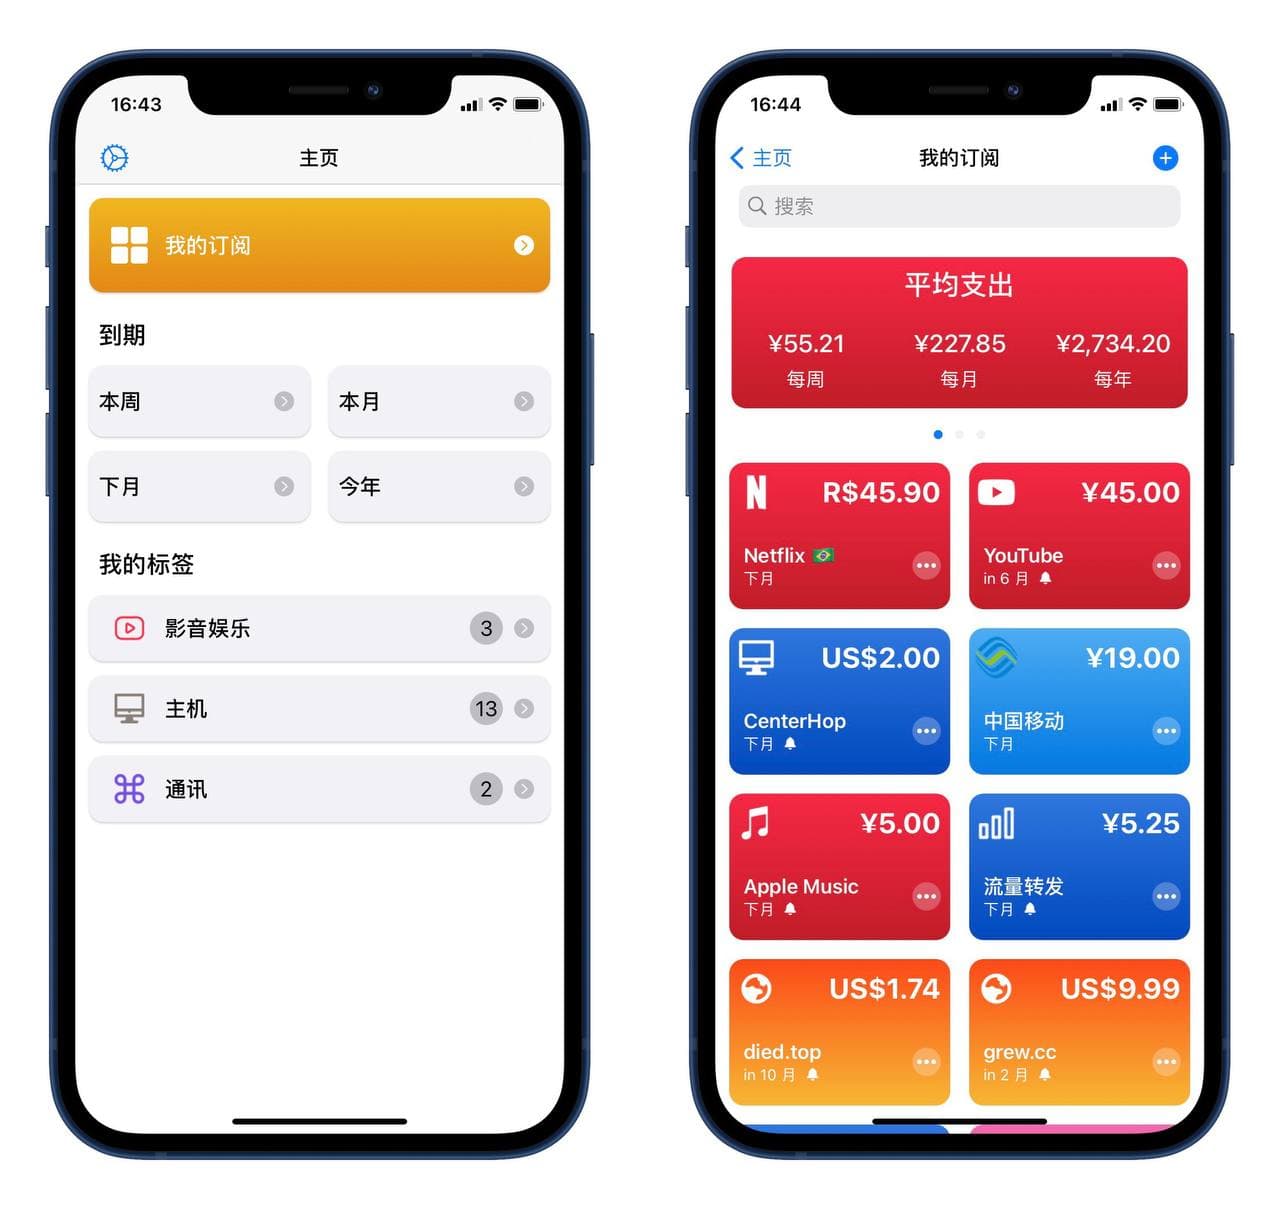 16:43
主页
我的订阅
到期
本周
本月
下月
今年
我的标签
影音娱乐 3
主机 13
通讯 2
16:44
主页 我的订阅
搜索
平均支出
¥55.21 ¥227.85 ¥2,734.20
每周 每月 每年
R$45.90
Netflix 🇧🇷
下月
¥45.00
YouTube
in 6 月
US$2.00
CenterHop
下月
¥19.00
中国移动
下月
¥5.00
Apple Music
下月
¥5.25
流量转发
下月
US$1.74
died.top
in 10 月
US$9.99
grew.cc
in 2 月